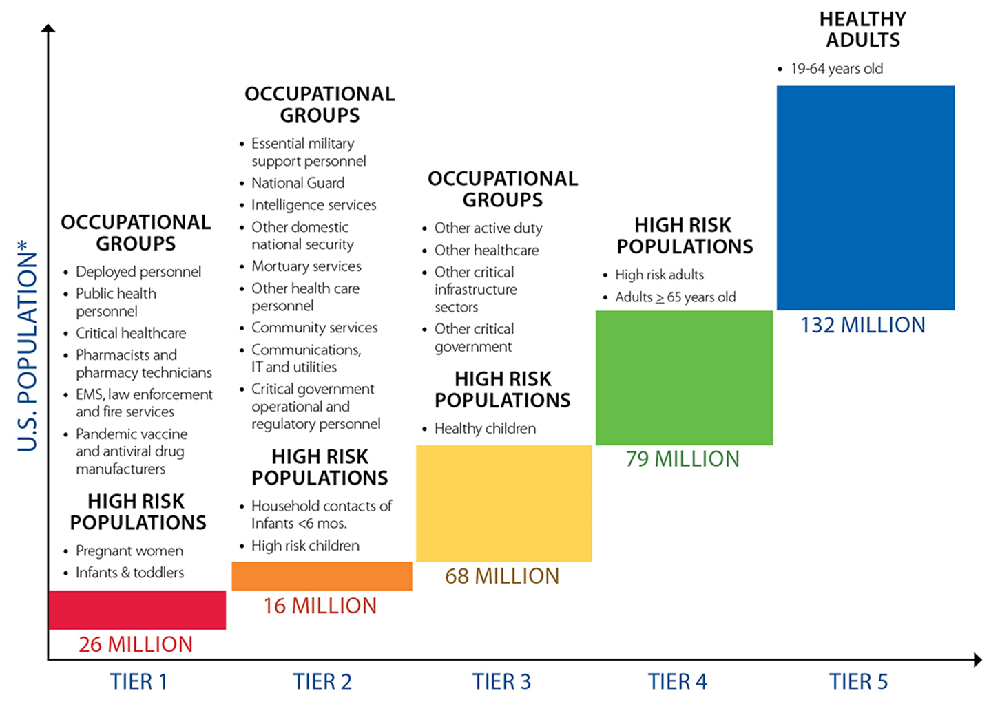 U.S. POPULATION*
OCCUPATIONAL
GROUPS
• Deployed personnel
• Public health
personnel
• Critical healthcare
• Pharmacists and
pharmacy technicians
• EMS, law enforcement
and fire services
• Pandemic vaccine
and antiviral drug
manufacturers
HIGH RISK
POPULATIONS
• Pregnant women
• Infants & toddlers
26 MILLION
TIER 1
OCCUPATIONAL
GROUPS
• Essential military
support personnel
• National Guard
• Intelligence services
• Other domestic
national security
• Mortuary services
• Other health care
personnel
• Community services
• Communications,
IT and utilities
• Critical government
operational and
regulatory personnel
HIGH RISK
POPULATIONS
• Household contacts of
Infants <6 mos.
• High risk children
16 MILLION
TIER 2
OCCUPATIONAL
GROUPS
• Other active duty
• Other healthcare
• Other critical
infrastructure
sectors
• Other critical
government
HIGH RISK
POPULATIONS
• Healthy children
68 MILLION
TIER 3
HIGH RISK
POPULATIONS
• High risk adults
• Adults ≥ 65 years old
79 MILLION
TIER 4
HEALTHY
ADULTS
• 19-64 years old
132 MILLION
TIER 5